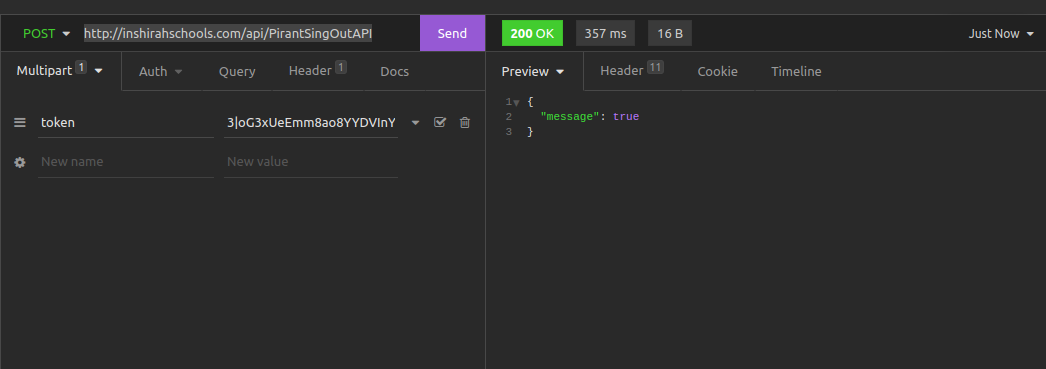 POST http://inshirahschools.com/api/PirantSingOutAPI Send 200 OK 357 ms 16 B Just Now
Multipart 1 Auth Query Header 1 Docs Preview Header 11 Cookie Timeline
token 3|oG3xUeEmm8ao8YYDVInY
New name New value
1 {
2 "message": true
3 }